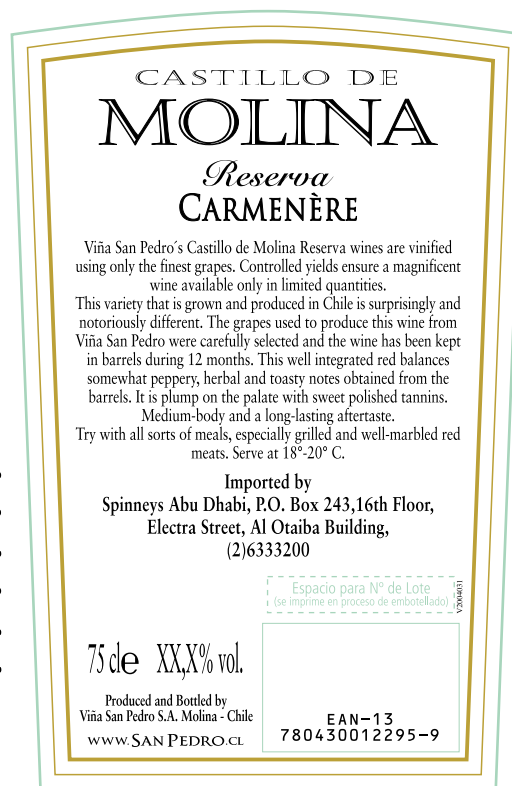 CASTILLO DE
MOLINA
Reserva
CARMENÈRE
Viña San Pedro´s Castillo de Molina Reserva wines are vinified
using only the finest grapes. Controlled yields ensure a magnificent
wine available only in limited quantities.
This variety that is grown and produced in Chile is surprisingly and
notoriously different. The grapes used to produce this wine from
Viña San Pedro were carefully selected and the wine has been kept
in barrels during 12 months. This well integrated red balances
somewhat peppery, herbal and toasty notes obtained from the
barrels. It is plump on the palate with sweet polished tannins.
Medium-body and a long-lasting aftertaste.
Try with all sorts of meals, especially grilled and well-marbled red
meats. Serve at 18°-20° C.
Imported by
Spinneys Abu Dhabi, P.O. Box 243,16th Floor,
Electra Street, Al Otaiba Building,
(2)6333200
Espacio para Nº de Lote
(se imprime en proceso de embotellado)
V2004031
75 cle XX,X% vol.
Produced and Bottled by
Viña San Pedro S.A. Molina - Chile
WWW.SAN PEDRO.CL
EAN-13
780430012295-9